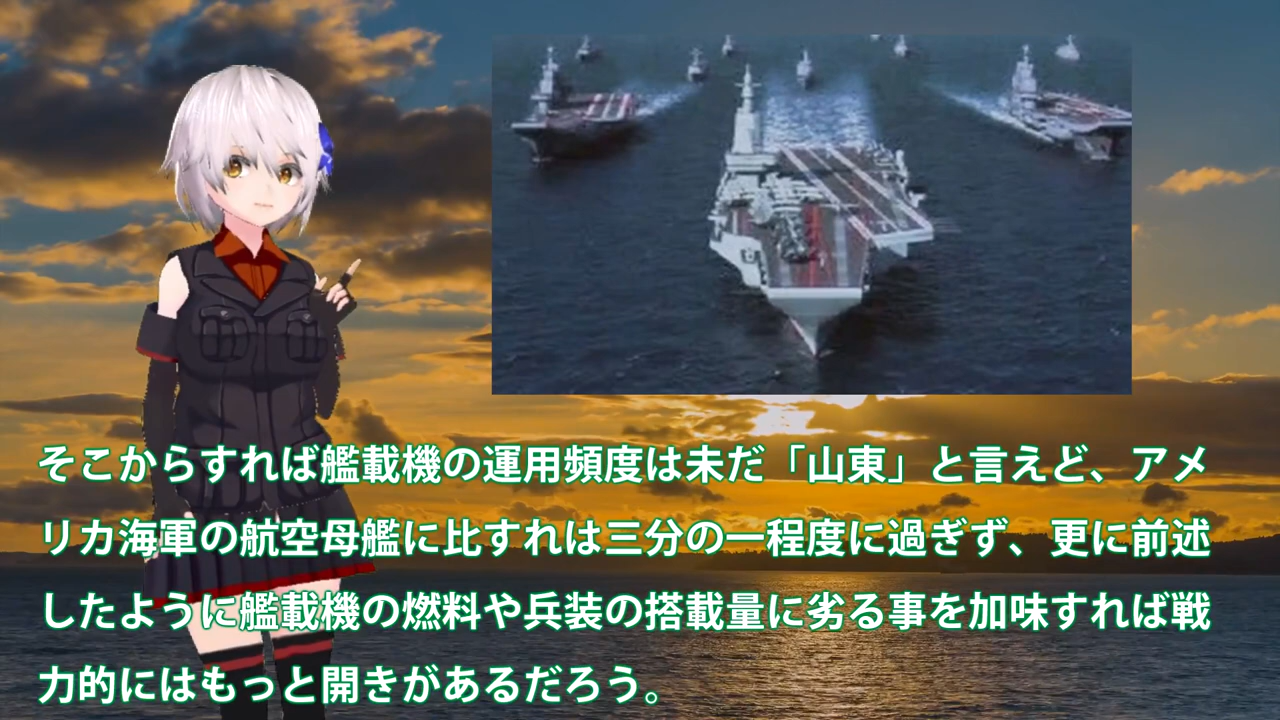 そこからすれば艦載機の運用頻度は未だ「山東」と言えど、アメ
リカ海軍の航空母艦に比すれは三分の一程度に過ぎず、更に前述
したように艦載機の燃料や兵装の搭載量に劣る事を加味すれば戦
力的にはもっと開きがあるだろう。